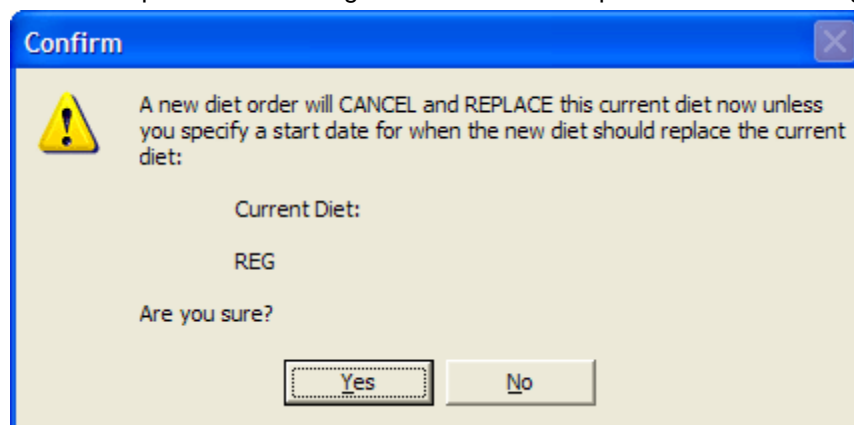 Confirm
A new diet order will CANCEL and REPLACE this current diet now unless
you specify a start date for when the new diet should replace the current
diet:
Current Diet:
REG
Are you sure?
Yes
No